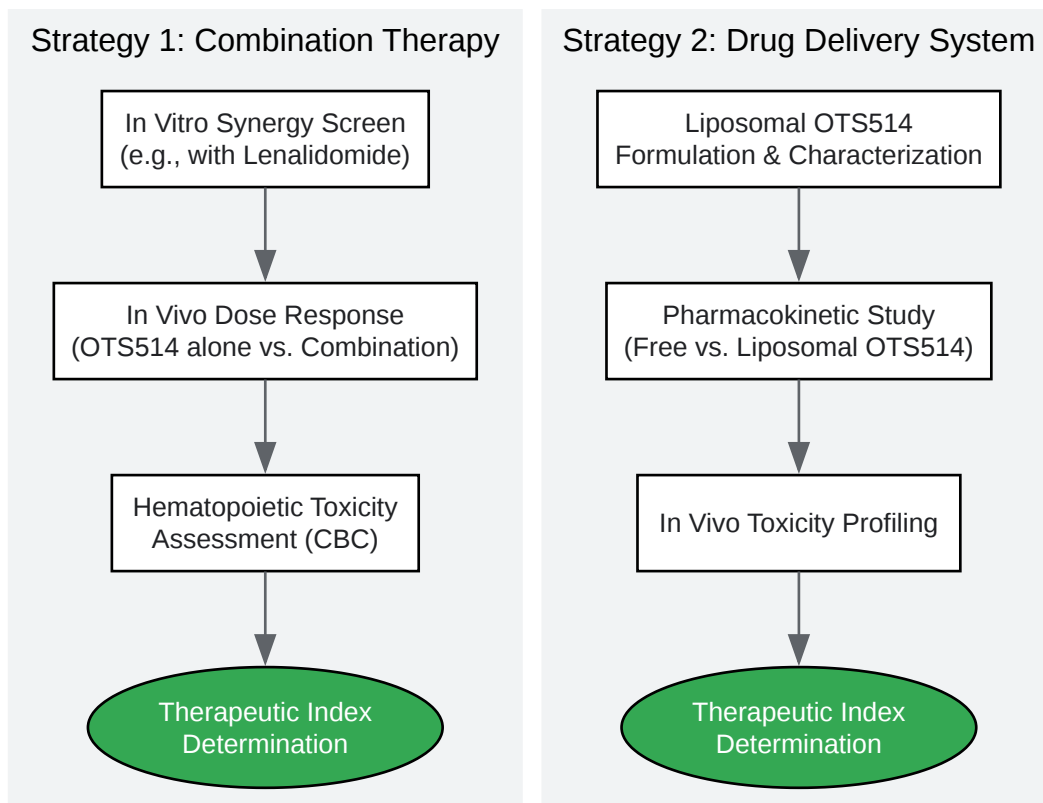 Strategy 1: Combination Therapy
In Vitro Synergy Screen
(e.g., with Lenalidomide)
In Vivo Dose Response
(OTS514 alone vs. Combination)
Hematopoietic Toxicity
Assessment (CBC)
Therapeutic Index
Determination
Strategy 2: Drug Delivery System
Liposomal OTS514
Formulation & Characterization
Pharmacokinetic Study
(Free vs. Liposomal OTS514)
In Vivo Toxicity Profiling
Therapeutic Index
Determination